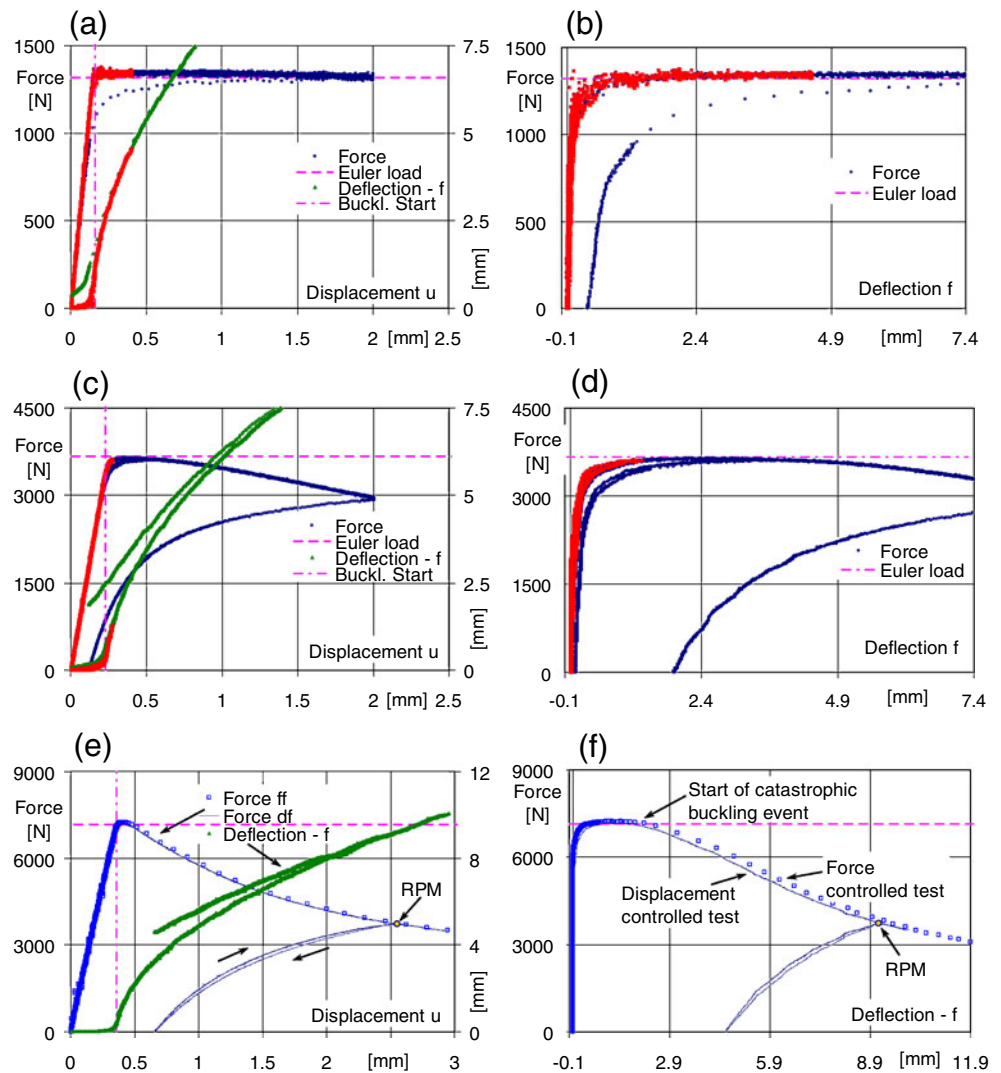 (a)
1500
Force
[N]
1000
500
0
7.5
5
2.5
0
[mm]
Force
Euler load
Deflection - f
Buckl. Start
Displacement u
0 0.5 1 1.5 2 [mm] 2.5
(b)
1500
Force
[N]
1000
500
0
Force
Euler load
Deflection f
-0.1 2.4 4.9 [mm] 7.4
(c)
4500
Force
[N]
3000
1500
0
7.5
5
2.5
0
[mm]
Force
Euler load
Deflection - f
Buckl. Start
Displacement u
0 0.5 1 1.5 2 [mm] 2.5
(d)
4500
Force
[N]
3000
1500
0
Force
Euler load
Deflection f
-0.1 2.4 4.9 [mm] 7.4
(e)
9000
Force
[N]
6000
3000
0
12
8
4
0
[mm]
Force ff
Force df
Deflection - f
RPM
Displacement u
0 1 1 2 2 [mm] 3
(f)
9000
Force
[N]
6000
3000
0
Start of catastrophic
buckling event
Displacement
controlled test
Force
controlled test
RPM
Deflection - f
-0.1 2.9 5.9 8.9 [mm] 11.9